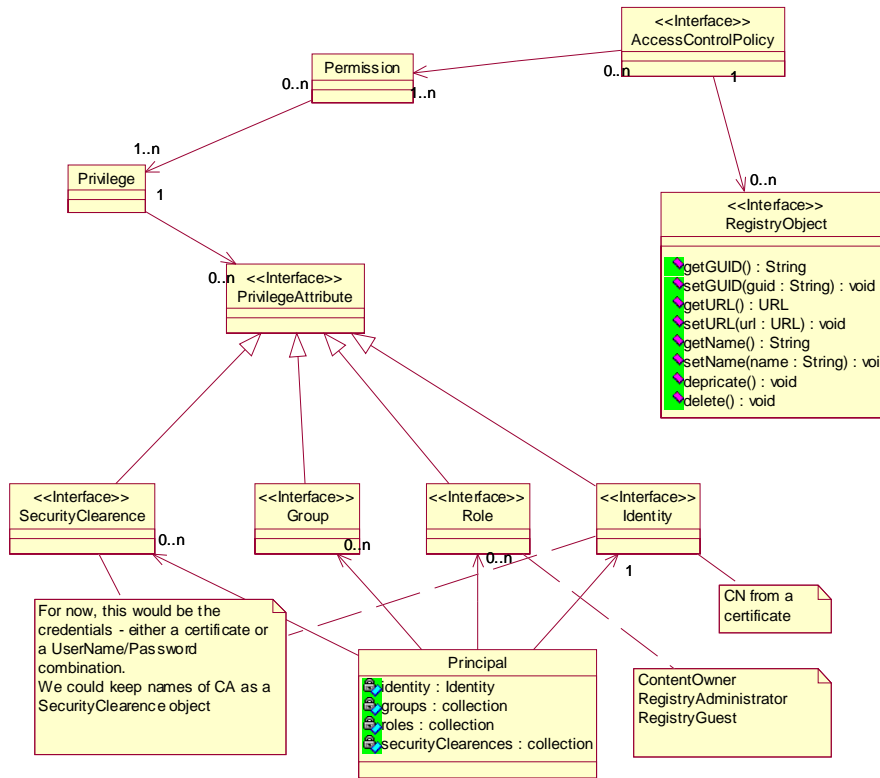 <<Interface>>
AccessControlPolicy
0..n
1
Permission
0..n
1..n
1..n
Privilege
1
0..n
<<Interface>>
RegistryObject
getGUID() : String
setGUID(guid : String) : void
getURL() : URL
setURL(url : URL) : void
getName() : String
setName(name : String) : voi
depricate() : void
delete() : void
0..n
<<Interface>>
PrivilegeAttribute
<<Interface>>
SecurityClearence
0..n
<<Interface>>
Group
0..n
<<Interface>>
Role
0..n
<<Interface>>
Identity
1
For now, this would be the
credentials - either a certificate or
a UserName/Password
combination.
We could keep names of CA as a
SecurityClearence object
CN from a
certificate
Principal
identity : Identity
groups : collection
roles : collection
securityClearences : collection
ContentOwner
RegistryAdministrator
RegistryGuest